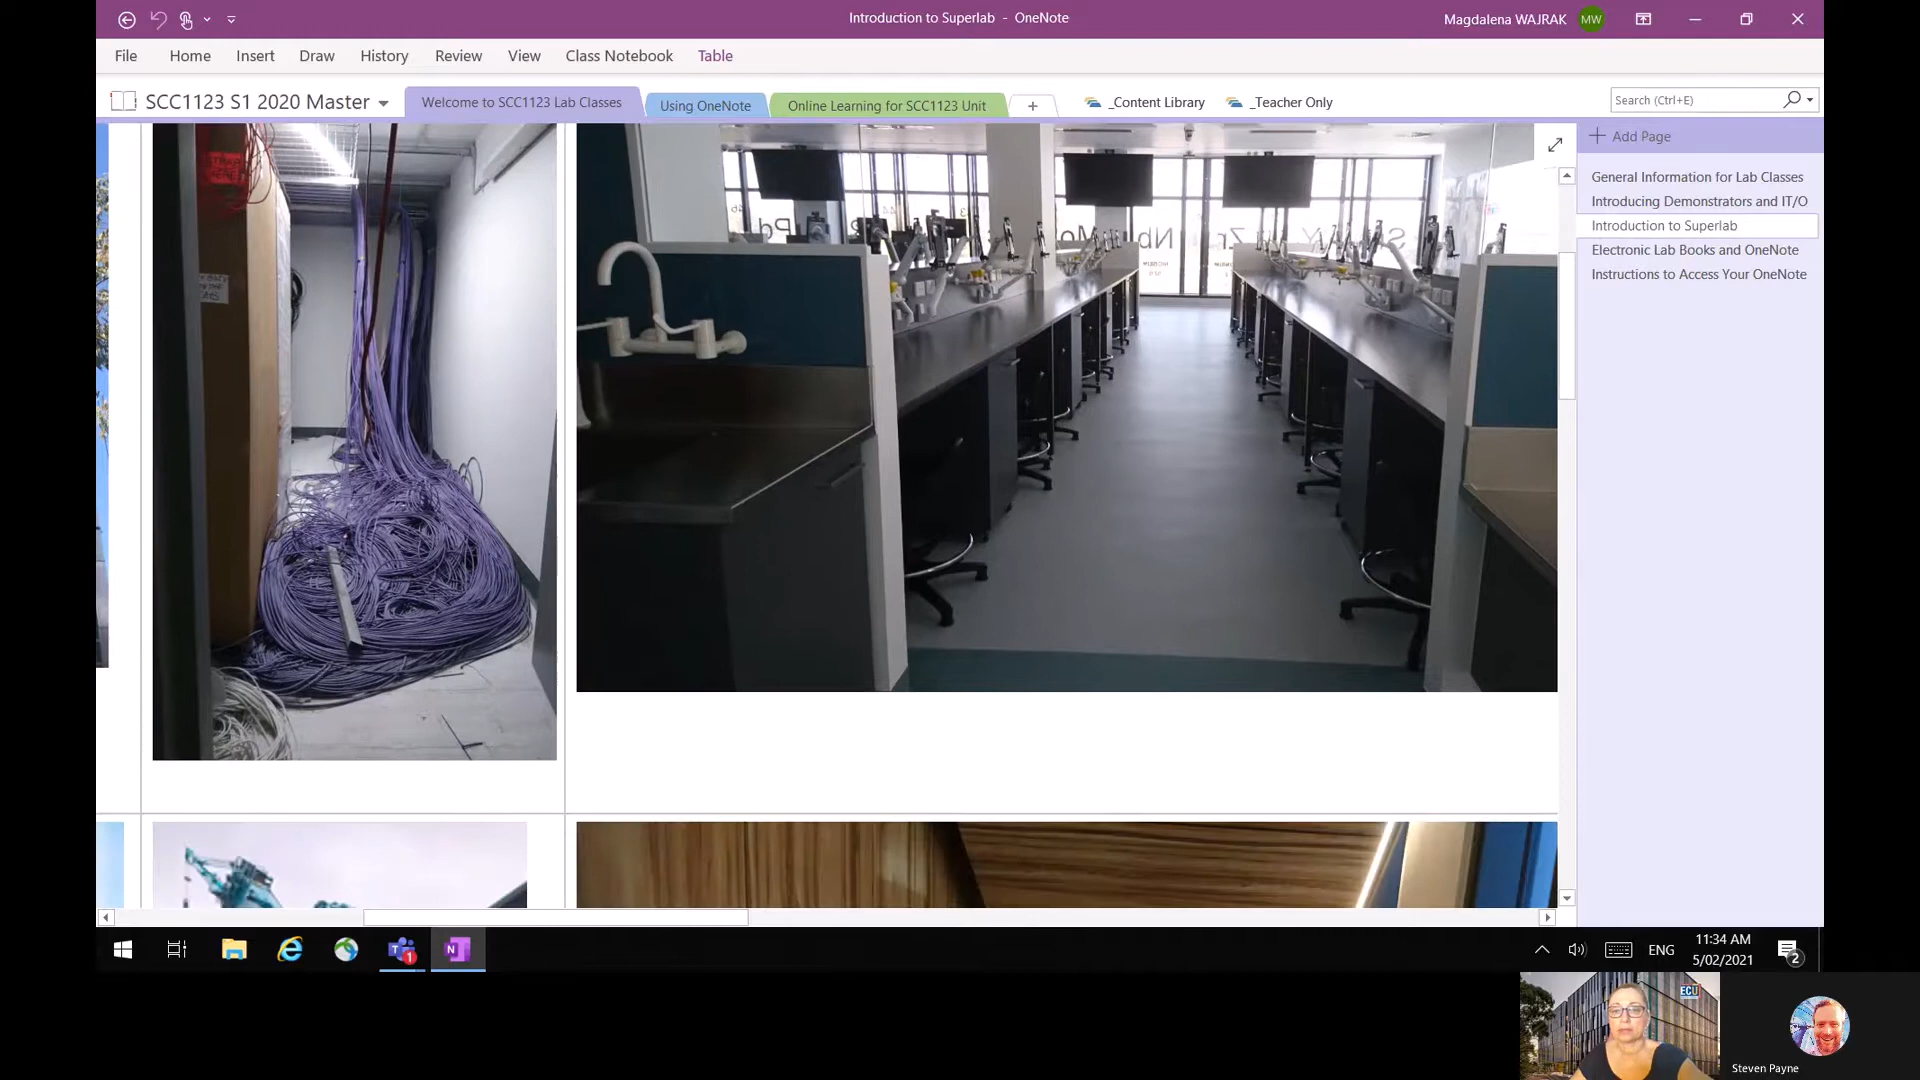 Introduction to Superlab - OneNote
Magdalena WAJRAK
MW
File Home Insert Draw History Review View Class Notebook Table
SCC1123 S1 2020 Master
Welcome to SCC1123 Lab Classes
Using OneNote
Online Learning for SCC1123 Unit
+
_Content Library
_Teacher Only
Search (Ctrl+E)
Add Page
General Information for Lab Classes
Introducing Demonstrators and IT/O
Introduction to Superlab
Electronic Lab Books and OneNote
Instructions to Access Your OneNote
ENG
11:34 AM
5/02/2021
1
2
ECU
Steven Payne